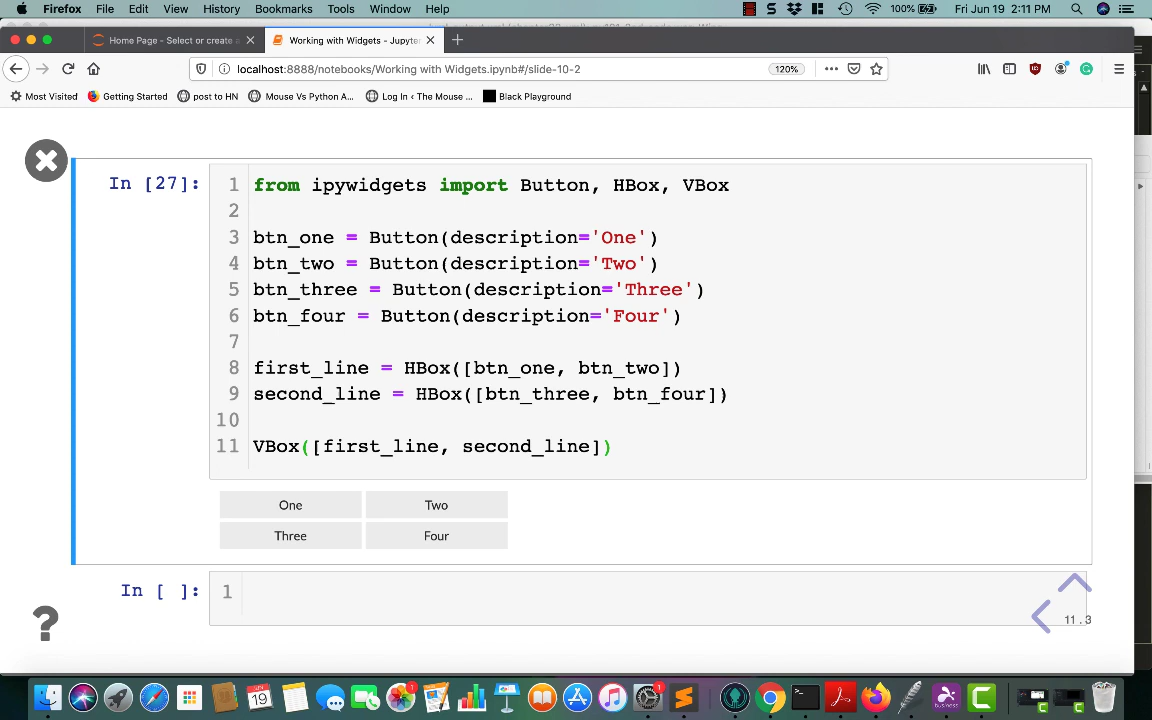 Firefox File Edit View History Bookmarks Tools Window Help 100% Fri Jun 19 2:11 PM
Home Page - Select or create a Working with Widgets - Jupyter
localhost:8888/notebooks/Working with Widgets.ipynb#/slide-10-2 120%
Most Visited Getting Started post to HN Mouse Vs Python A... Log In ‹ The Mouse ... Black Playground
In [27]:
1 from ipywidgets import Button, HBox, VBox
2
3 btn_one = Button(description='One')
4 btn_two = Button(description='Two')
5 btn_three = Button(description='Three')
6 btn_four = Button(description='Four')
7
8 first_line = HBox([btn_one, btn_two])
9 second_line = HBox([btn_three, btn_four])
10
11 VBox([first_line, second_line])
One Two
Three Four
In [ ]: 1
?
11.3